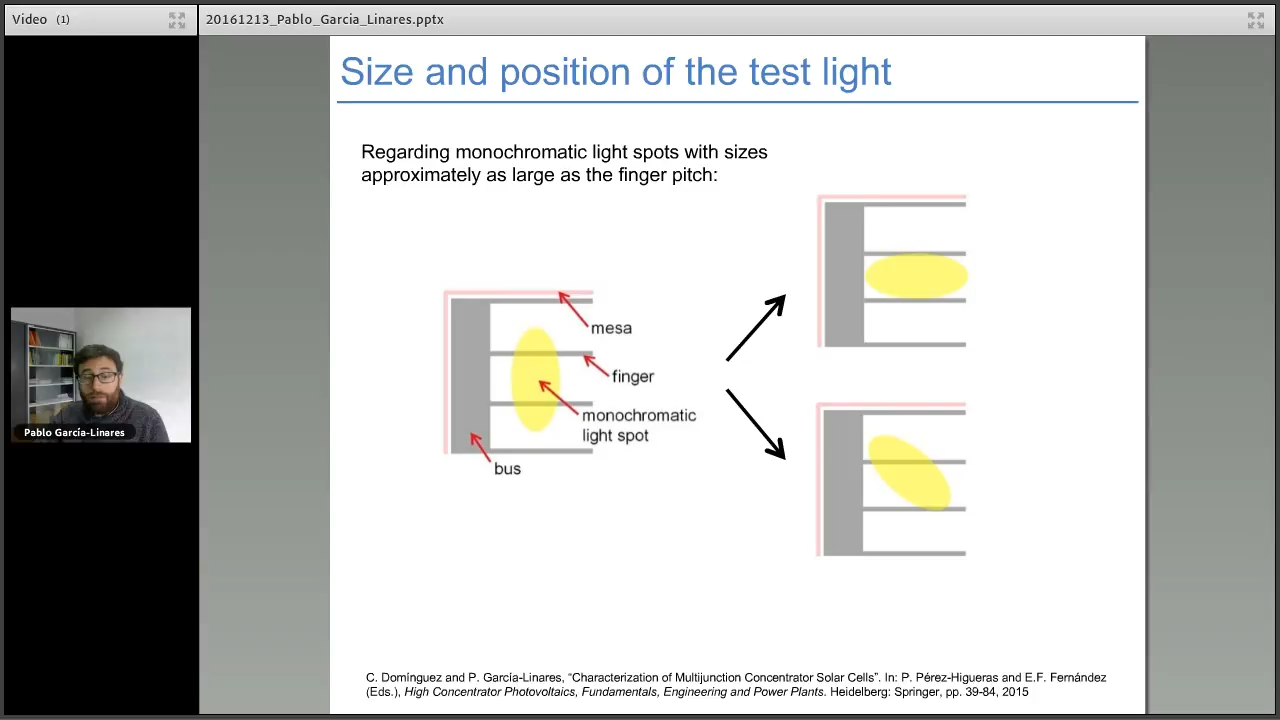 Video (1)
20161213_Pablo_Garcia_Linares.pptx
Size and position of the test light
Regarding monochromatic light spots with sizes
approximately as large as the finger pitch:
mesa
finger
monochromatic
light spot
bus
Pablo García-Linares
C. Domínguez and P. García-Linares, “Characterization of Multijunction Concentrator Solar Cells”. In: P. Pérez-Higueras and E.F. Fernández
(Eds.), High Concentrator Photovoltaics, Fundamentals, Engineering and Power Plants. Heidelberg: Springer, pp. 39-84, 2015